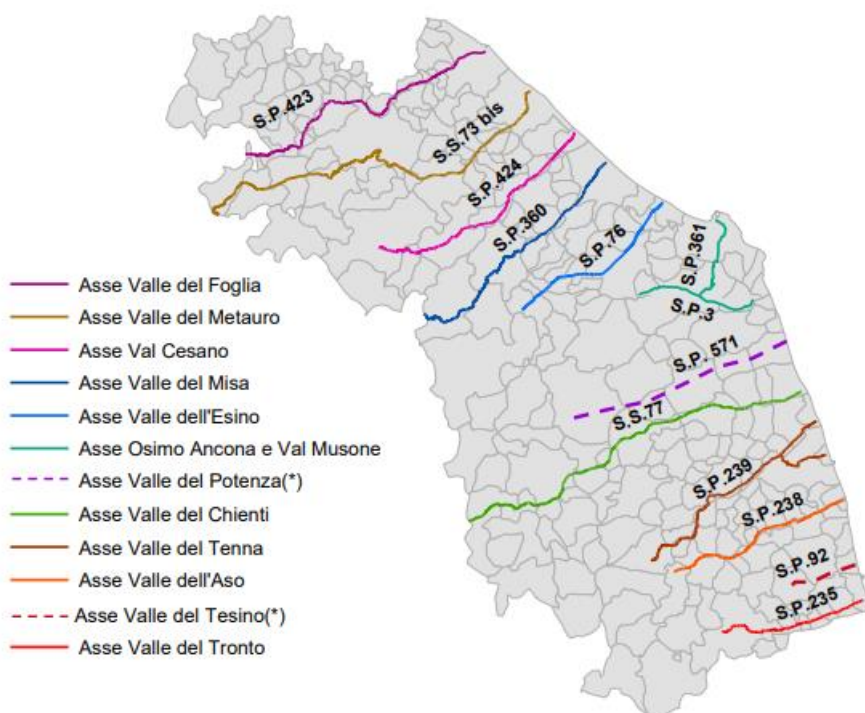 S.P.423
S.S.73 bis
S.P.424
S.P.360
S.P.76
S.P.361
S.P.3
S.P. 571
S.S.77
S.P.239
S.P.238
S.P.92
S.P.235
Asse Valle del Foglia
Asse Valle del Metauro
Asse Val Cesano
Asse Valle del Misa
Asse Valle dell'Esino
Asse Osimo Ancona e Val Musone
Asse Valle del Potenza(*)
Asse Valle del Chienti
Asse Valle del Tenna
Asse Valle dell'Aso
Asse Valle del Tesino(*)
Asse Valle del Tronto